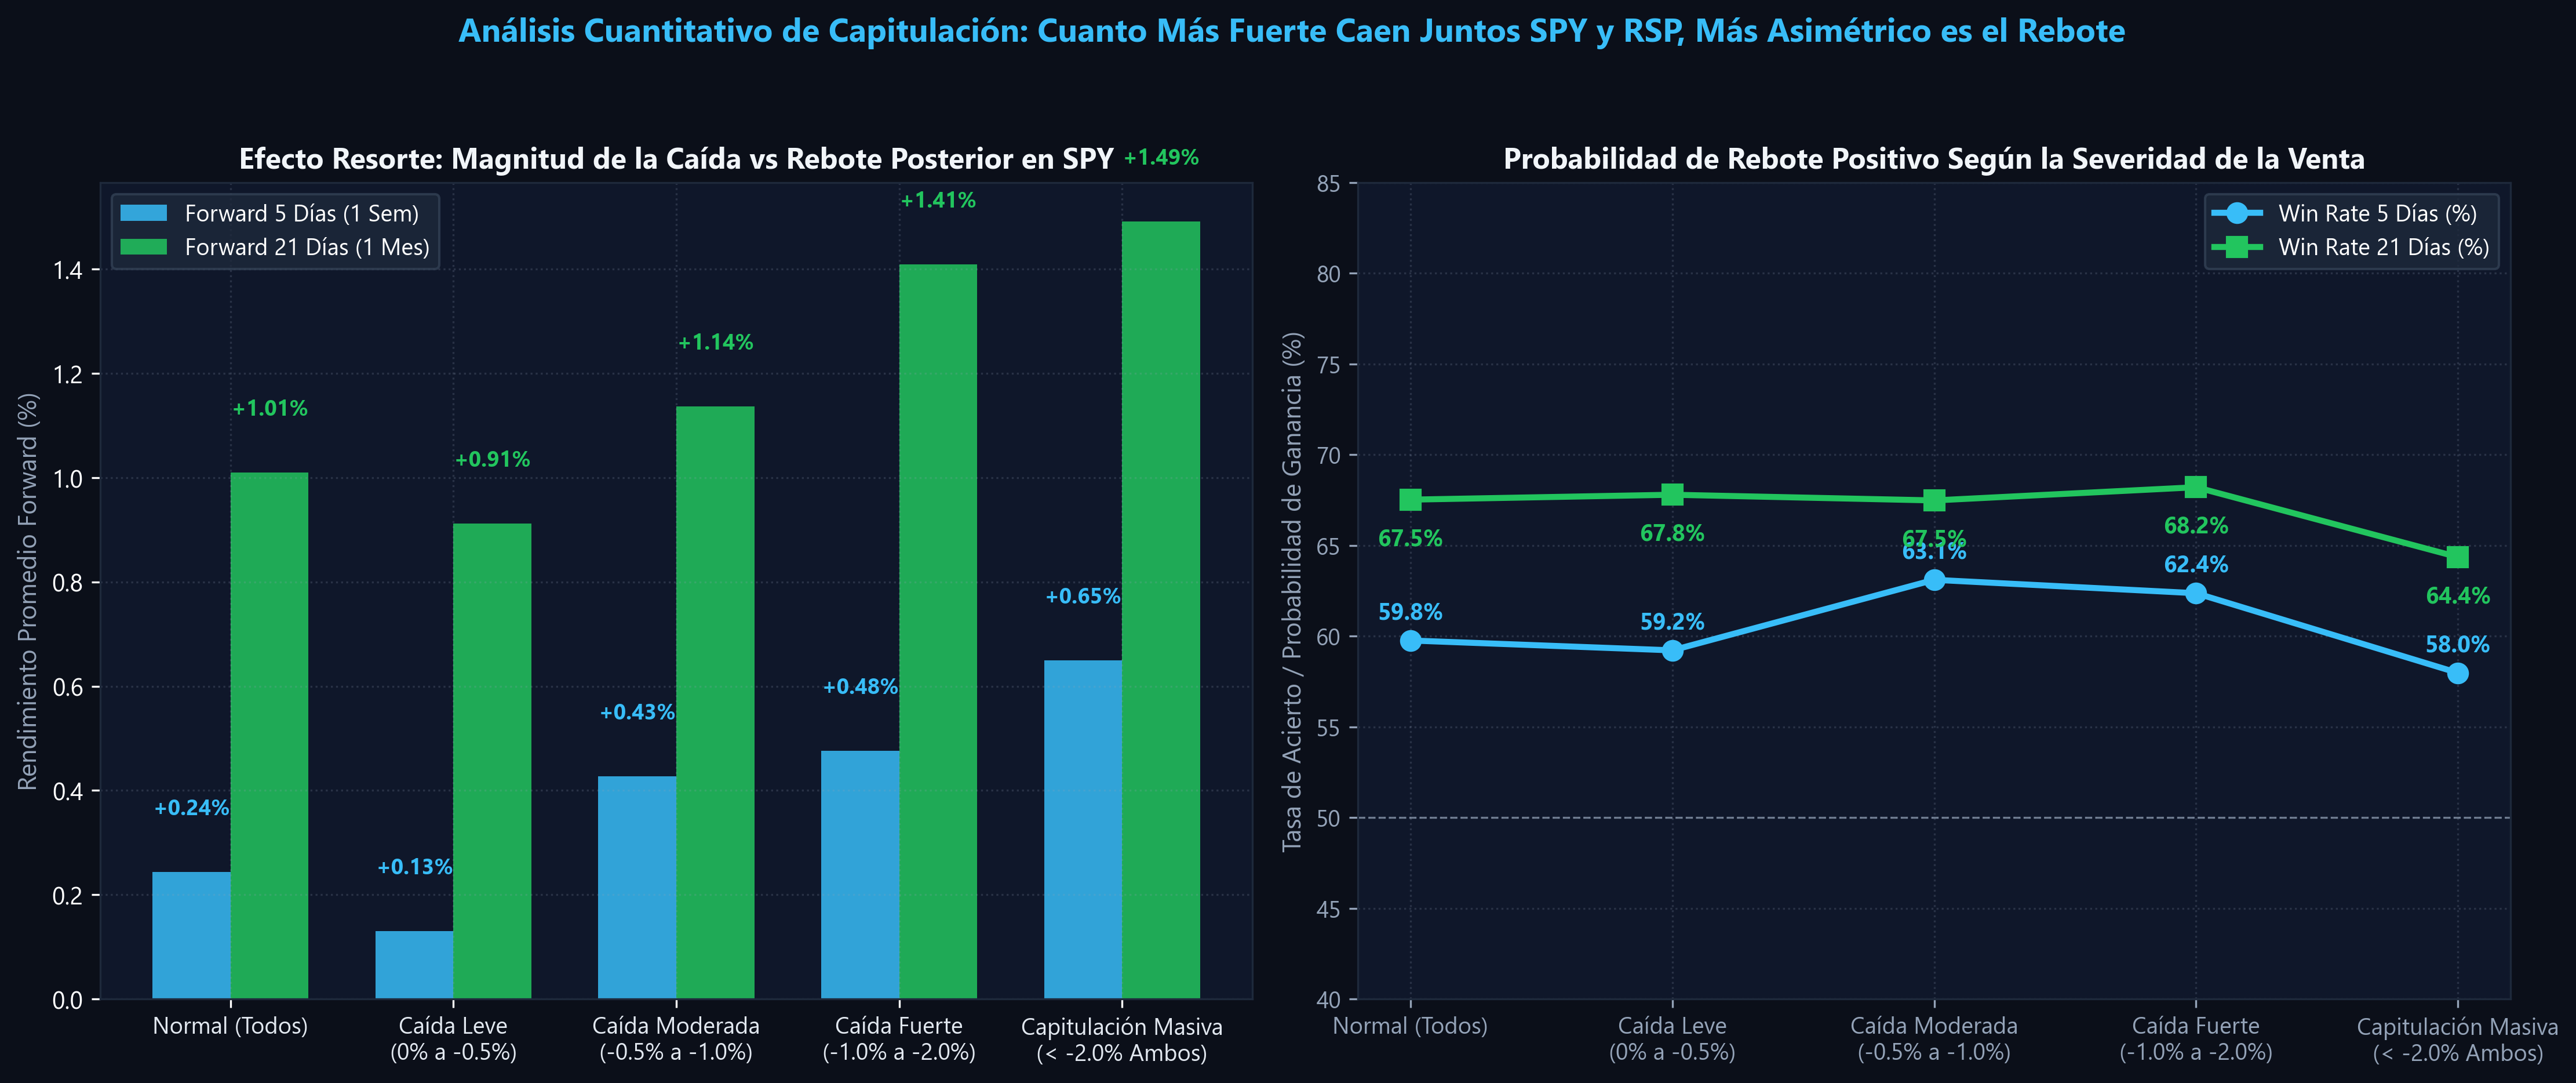 Análisis Cuantitativo de Capitulación: Cuanto Más Fuerte Caen Juntos SPY y RSP, Más Asimétrico es el Rebote
Efecto Resorte: Magnitud de la Caída vs Rebote Posterior en SPY
Forward 5 Días (1 Sem)
Forward 21 Días (1 Mes)
Rendimiento Promedio Forward (%)
1.4
1.2
1.0
0.8
0.6
0.4
0.2
0.0
+0.24%
+1.01%
+0.13%
+0.91%
+0.43%
+1.14%
+0.48%
+1.41%
+0.65%
+1.49%
Normal (Todos)
Caída Leve
(0% a -0.5%)
Caída Moderada
(-0.5% a -1.0%)
Caída Fuerte
(-1.0% a -2.0%)
Capitulación Masiva
(< -2.0% Ambos)
Probabilidad de Rebote Positivo Según la Severidad de la Venta
Win Rate 5 Días (%)
Win Rate 21 Días (%)
Tasa de Acierto / Probabilidad de Ganancia (%)
85
80
75
70
65
60
55
50
45
40
67.5%
67.8%
67.5%
68.2%
64.4%
59.8%
59.2%
63.1%
62.4%
58.0%
Normal (Todos)
Caída Leve
(0% a -0.5%)
Caída Moderada
(-0.5% a -1.0%)
Caída Fuerte
(-1.0% a -2.0%)
Capitulación Masiva
(< -2.0% Ambos)